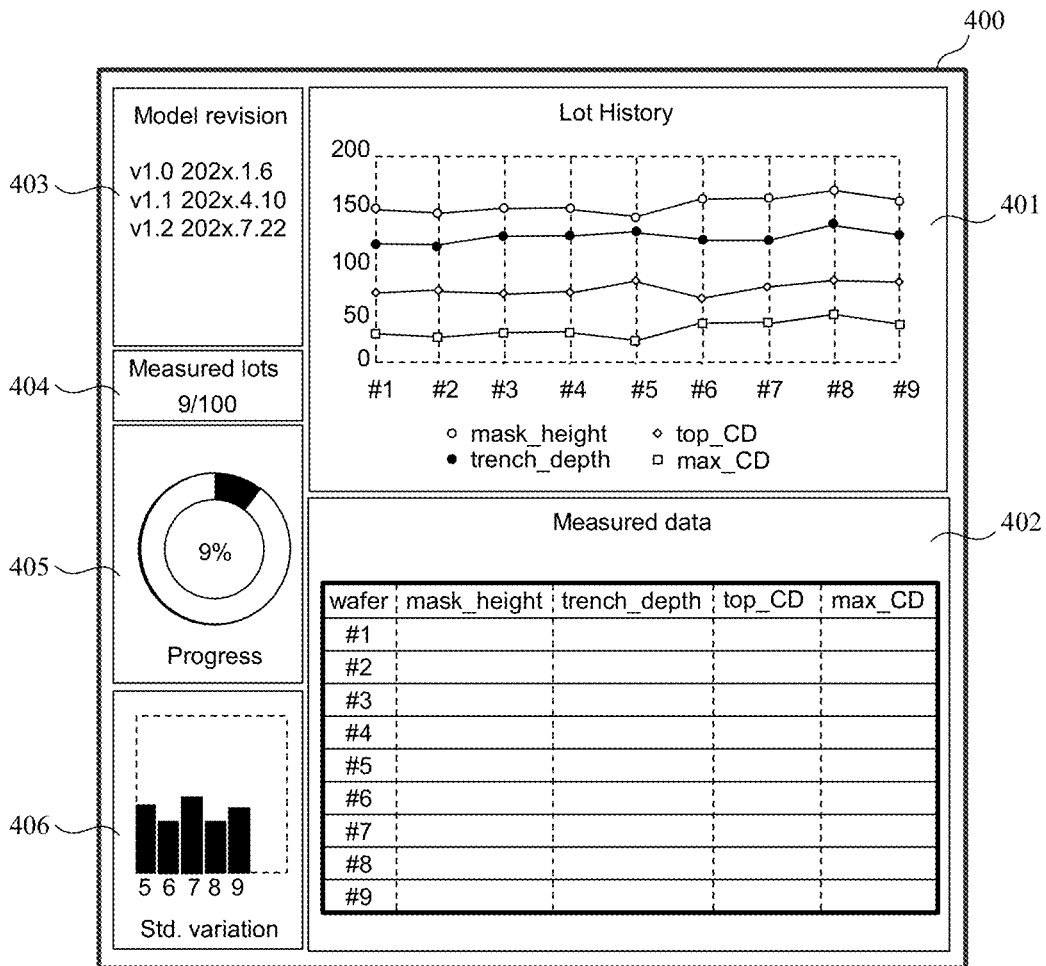 400
Model revision
v1.0 202x.1.6
v1.1 202x.4.10
v1.2 202x.7.22
403
Measured lots
9/100
404
9%
Progress
405
5 6 7 8 9
Std. variation
406
Lot History
200
150
100
50
0
#1 #2 #3 #4 #5 #6 #7 #8 #9
mask_height top_CD
trench_depth max_CD
401
Measured data
402
wafer mask_height trench_depth top_CD max_CD
#1
#2
#3
#4
#5
#6
#7
#8
#9